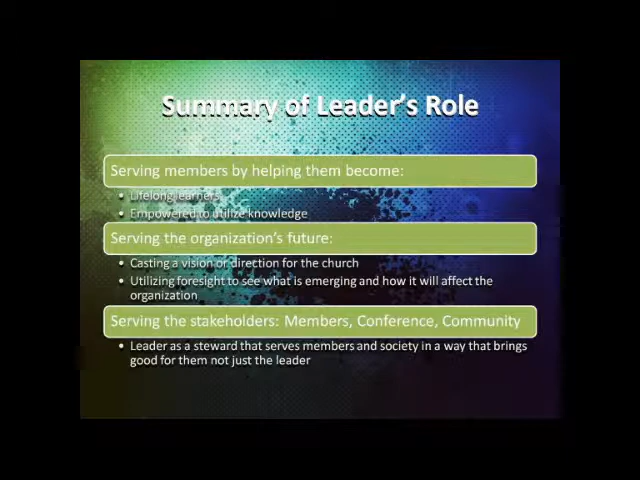 Summary of Leader's Role
Serving members by helping them become:
• Lifelong learners
• Empowered to utilize knowledge
Serving the organization's future:
• Casting a vision or direction for the church
• Utilizing foresight to see what is emerging and how it will affect the
organization
Serving the stakeholders: Members, Conference, Community
• Leader as a steward that serves members and society in a way that brings
good for them not just the leader